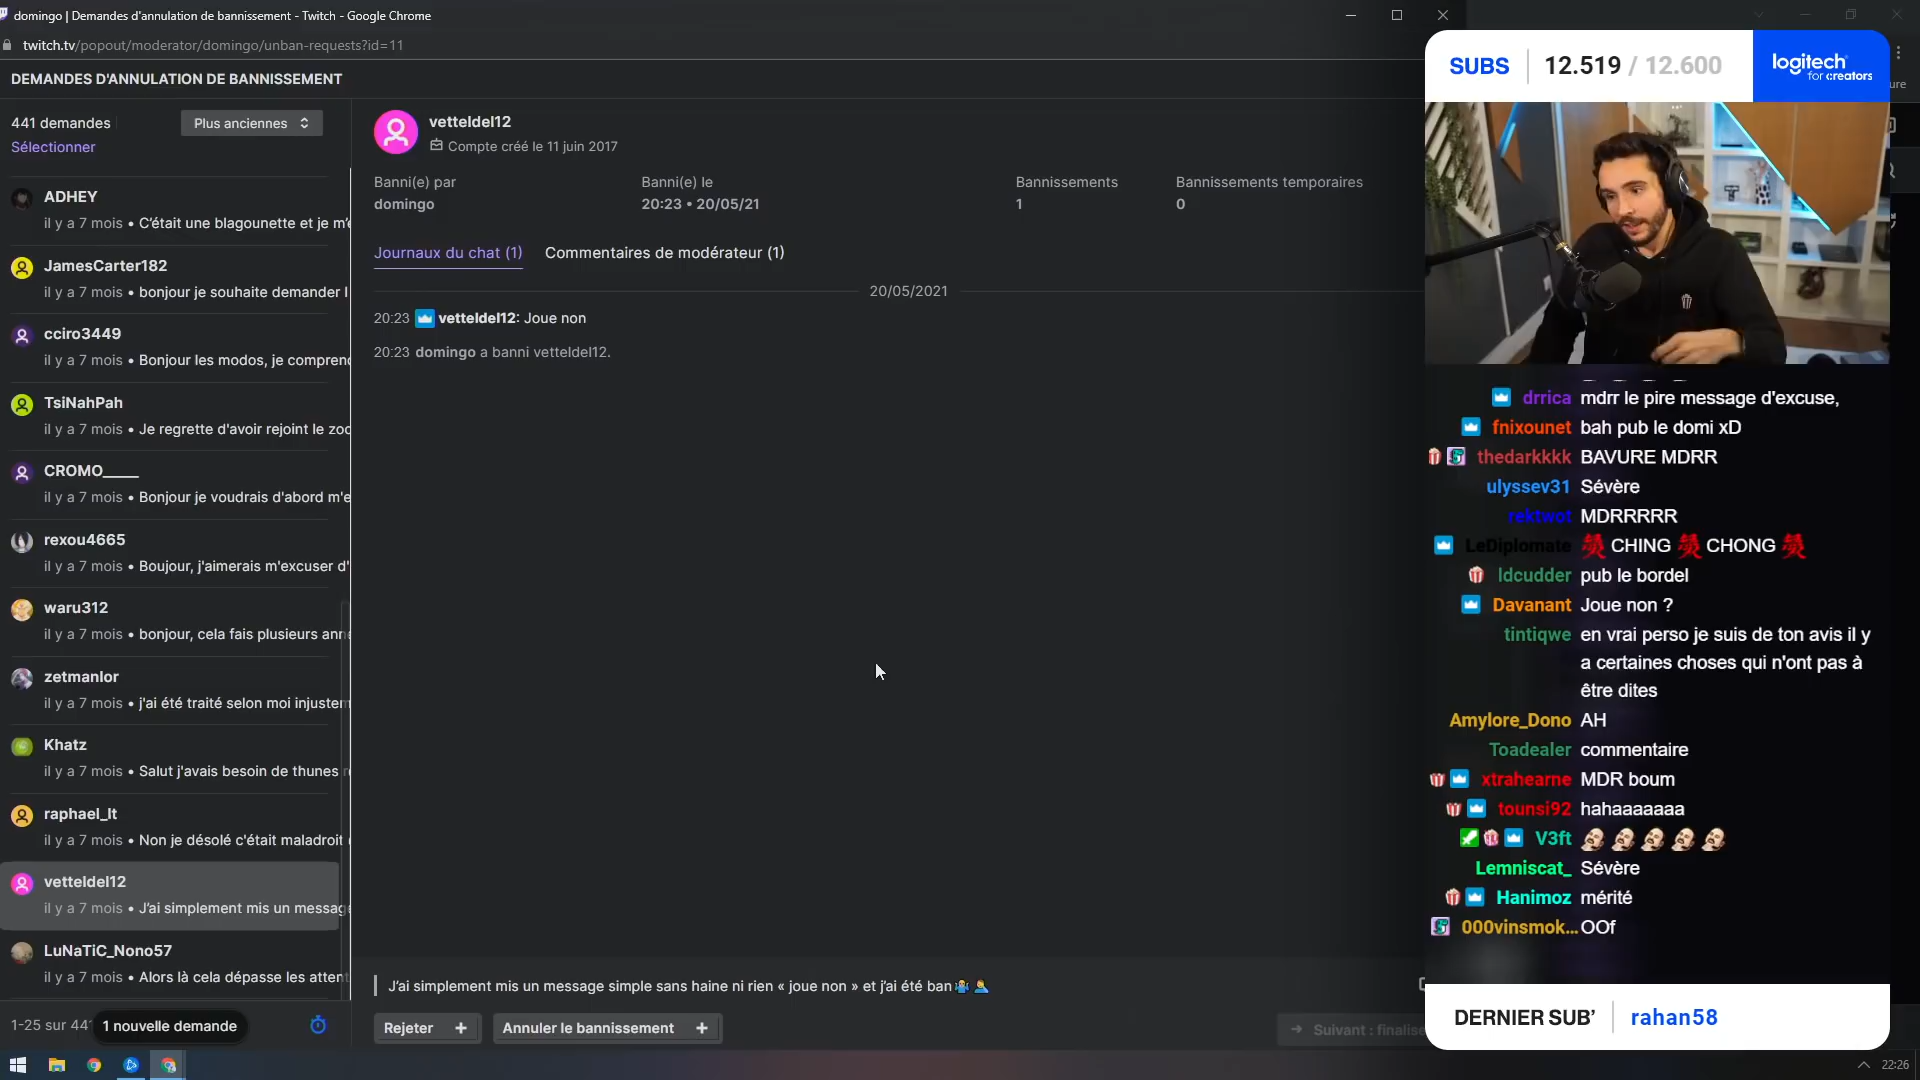 domingo | Demandes d'annulation de bannissement - Twitch - Google Chrome
twitch.tv/popout/moderator/domingo/unban-requests?id=11
DEMANDES D'ANNULATION DE BANNISSEMENT
441 demandes
Plus anciennes
Sélectionner
ADHEY
il y a 7 mois • C'était une blagounette et je m'e
JamesCarter182
il y a 7 mois • bonjour je souhaite demander l
cciro3449
il y a 7 mois • Bonjour les modos, je comprend
TsiNahPah
il y a 7 mois • Je regrette d'avoir rejoint le zoo
CROMO_____
il y a 7 mois • Bonjour je voudrais d'abord m'e
rexou4665
il y a 7 mois • Boujour, j'aimerais m'excuser d'
waru312
il y a 7 mois • bonjour, cela fais plusieurs ann
zetmanlor
il y a 7 mois • j'ai été traité selon moi injustem
Khatz
il y a 7 mois • Salut j'avais besoin de thunes
raphael_lt
il y a 7 mois • Non je désolé c'était maladroit
vetteldel12
il y a 7 mois • J'ai simplement mis un message
LuNaTiC_Nono57
il y a 7 mois • Alors là cela dépasse les attent
1-25 sur 441
1 nouvelle demande
vetteldel12
Compte créé le 11 juin 2017
Banni(e) par
domingo
Banni(e) le
20:23 • 20/05/21
Bannissements
1
Bannissements temporaires
0
Journaux du chat (1)
Commentaires de modérateur (1)
20/05/2021
20:23 vetteldel12: Joue non
20:23 domingo a banni vetteldel12.
J'ai simplement mis un message simple sans haine ni rien « joue non » et j'ai été ban
Rejeter +
Annuler le bannissement +
→ Suivant : finalise
SUBS 12.519 / 12.600
logitech
for creators
ure
drrica mdrr le pire message d'excuse,
fnixounet bah pub le domi xD
thedarkkkk BAVURE MDRR
ulyssev31 Sévère
rektwot MDRRRRR
LeDiplomate CHING CHONG
ldcudder pub le bordel
Davanant Joue non ?
tintiqwe en vrai perso je suis de ton avis il y
a certaines choses qui n'ont pas à
être dites
Amylore_Dono AH
Toadealer commentaire
xtrahearne MDR boum
tounsi92 hahaaaaaaa
V3ft
Lemniscat_ Sévère
Hanimoz mérité
000vinsmok... OOf
DERNIER SUB' rahan58
22:26